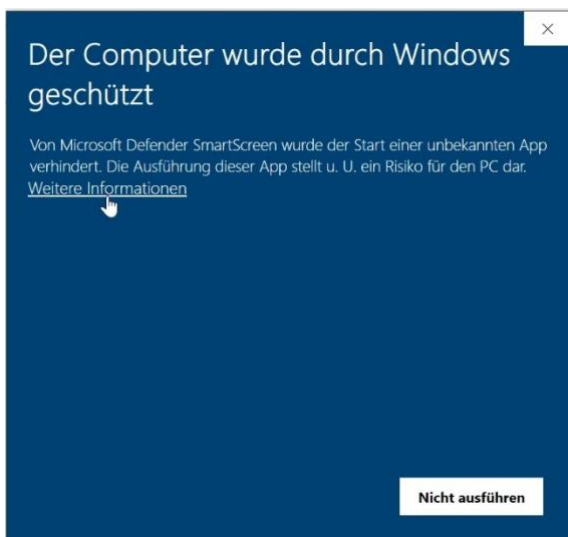 Der Computer wurde durch Windows
geschützt
Von Microsoft Defender SmartScreen wurde der Start einer unbekannten App
verhindert. Die Ausführung dieser App stellt u. U. ein Risiko für den PC dar.
Weitere Informationen
Nicht ausführen